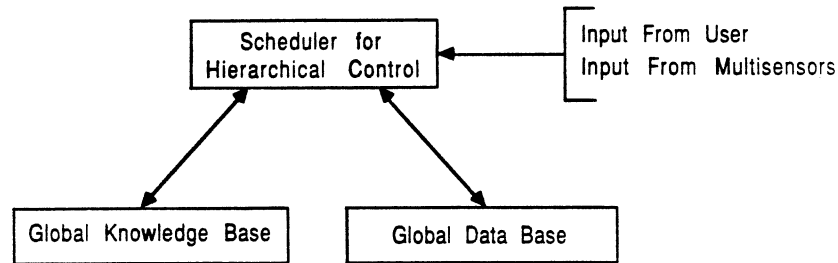 Scheduler for
Hierarchical Control
Input From User
Input From Multisensors
Global Knowledge Base
Global Data Base